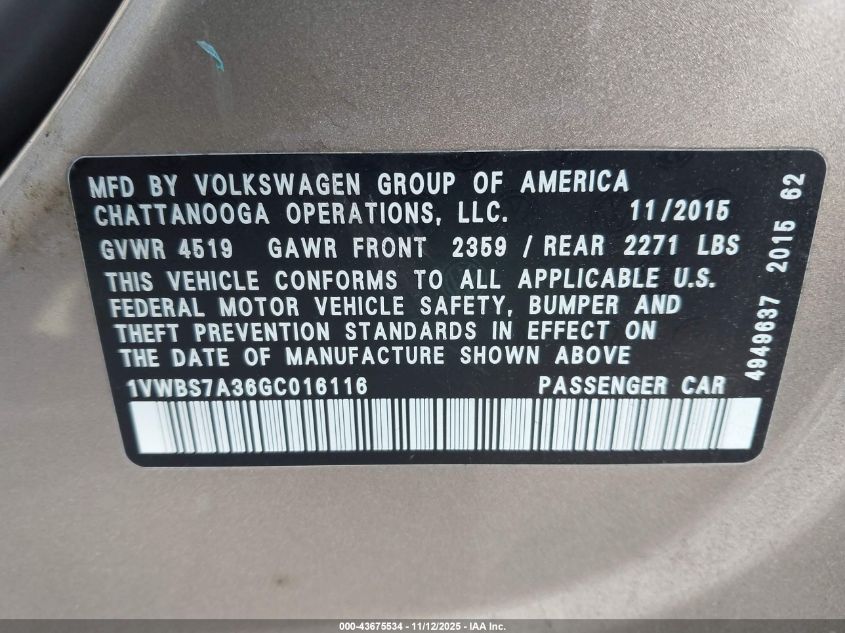 MFD BY VOLKSWAGEN GROUP OF AMERICA
CHATTANOOGA OPERATIONS, LLC. 11/2015
GVWR 4519 GAWR FRONT 2359 / REAR 2271 LBS
THIS VEHICLE CONFORMS TO ALL APPLICABLE U.S.
FEDERAL MOTOR VEHICLE SAFETY, BUMPER AND
THEFT PREVENTION STANDARDS IN EFFECT ON
THE DATE OF MANUFACTURE SHOWN ABOVE
1VWBS7A36GC016116 PASSENGER CAR
4949637 2015 62
000-43675534 - 11/12/2025 - IAA Inc.